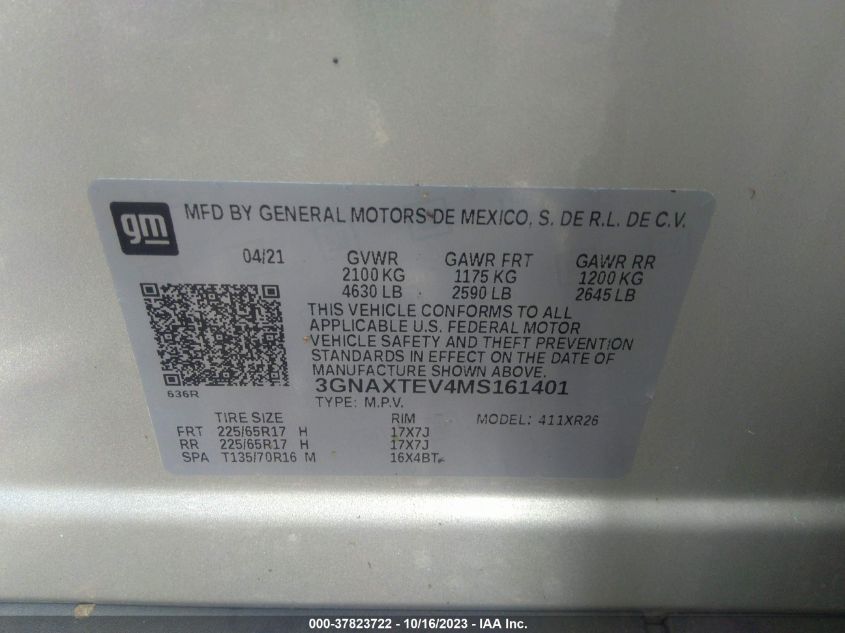 gm
MFD BY GENERAL MOTORS DE MEXICO, S. DE R.L. DE C.V.
04/21 GVWR GAWR FRT GAWR RR
2100 KG 1175 KG 1200 KG
4630 LB 2590 LB 2645 LB
THIS VEHICLE CONFORMS TO ALL
APPLICABLE U.S. FEDERAL MOTOR
VEHICLE SAFETY AND THEFT PREVENTION
STANDARDS IN EFFECT ON THE DATE OF
MANUFACTURE SHOWN ABOVE.
636R 3GNAXTEV4MS161401
TYPE: M.P.V.
TIRE SIZE RIM MODEL: 411XR26
FRT 225/65R17 H 17X7J
RR 225/65R17 H 17X7J
SPA T135/70R16 M 16X4BT
000-37823722 - 10/16/2023 - IAA Inc.